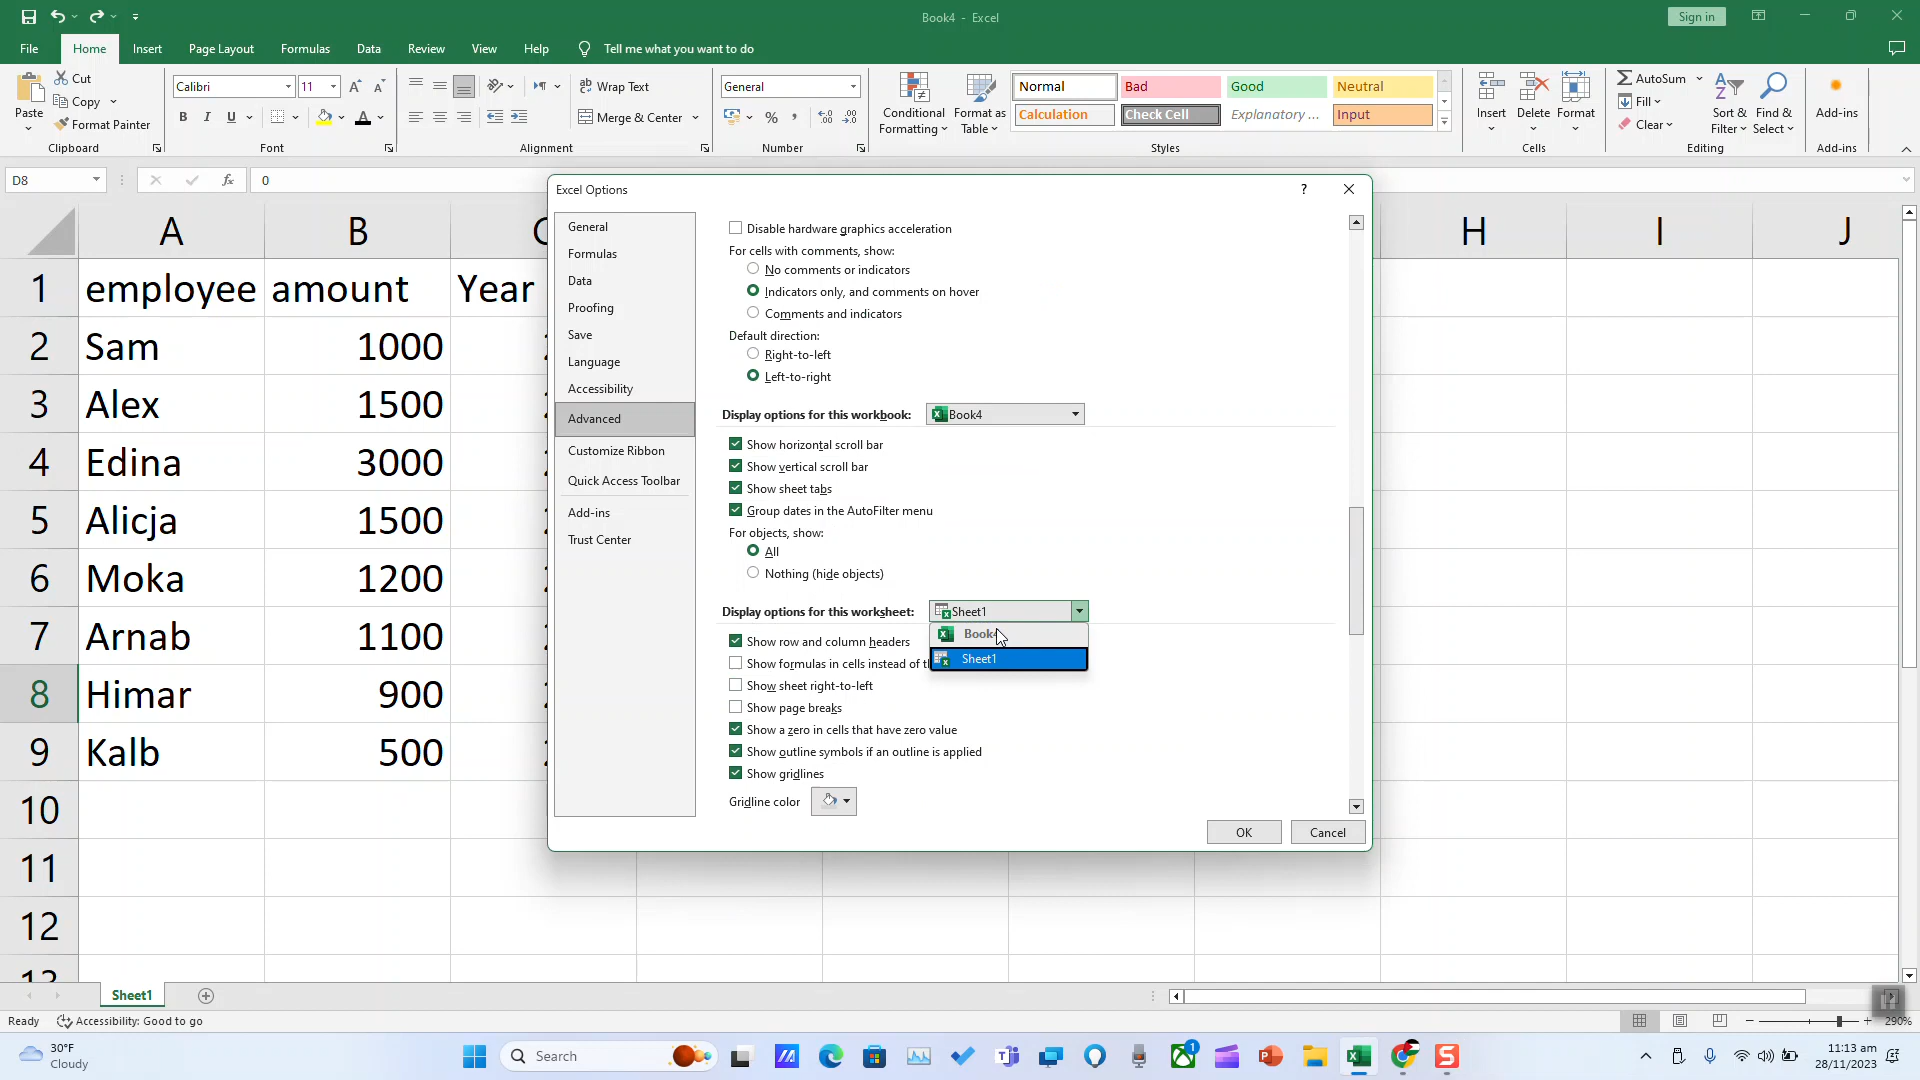 Book4 - Excel
Sign in
File Home Insert Page Layout Formulas Data Review View Help Tell me what you want to do
Paste
Cut
Copy
Format Painter
Clipboard
Calibri 11
B I U
Font
Wrap Text
Merge & Center
Alignment
General
%
Number
Conditional Formatting
Format as Table
Normal Bad Good Neutral
Calculation Check Cell Explanatory ... Input
Styles
Insert Delete Format
Cells
AutoSum
Fill
Clear
Sort & Filter
Find & Select
Editing
Add-ins
Add-ins
D8 fx 0
A B C H I J
1 employee amount Year
2 Sam 1000
3 Alex 1500
4 Edina 3000
5 Alicja 1500
6 Moka 1200
7 Arnab 1100
8 Himar 900
9 Kalb 500
10
11
12
13
Excel Options ?
General
Formulas
Data
Proofing
Save
Language
Accessibility
Advanced
Customize Ribbon
Quick Access Toolbar
Add-ins
Trust Center
Disable hardware graphics acceleration
For cells with comments, show:
No comments or indicators
Indicators only, and comments on hover
Comments and indicators
Default direction:
Right-to-left
Left-to-right
Display options for this workbook: Book4
Show horizontal scroll bar
Show vertical scroll bar
Show sheet tabs
Group dates in the AutoFilter menu
For objects, show:
All
Nothing (hide objects)
Display options for this worksheet: Sheet1
Book4
Sheet1
Show row and column headers
Show formulas in cells instead of
Show sheet right-to-left
Show page breaks
Show a zero in cells that have zero value
Show outline symbols if an outline is applied
Show gridlines
Gridline color
OK Cancel
Sheet1
Ready Accessibility: Good to go 290%
30°F
Cloudy
Search
1
11:13 am
28/11/2023